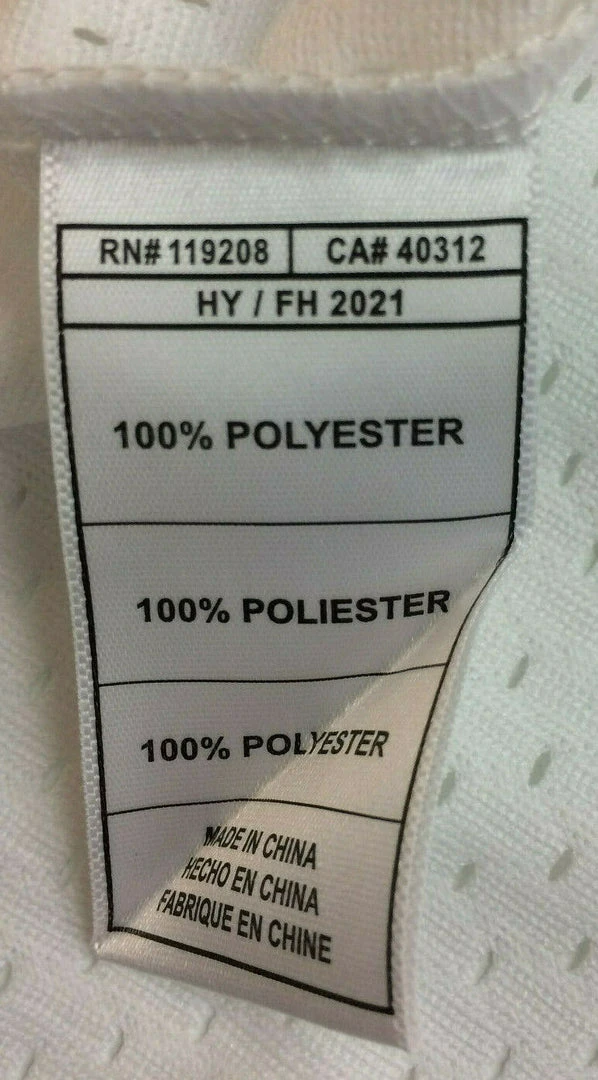 RN# 119208 CA# 40312
HY / FH 2021
100% POLYESTER
100% POLIESTER
100% POLYESTER
MADE IN CHINA
HECHO EN CHINA
FABRIQUE EN CHINE